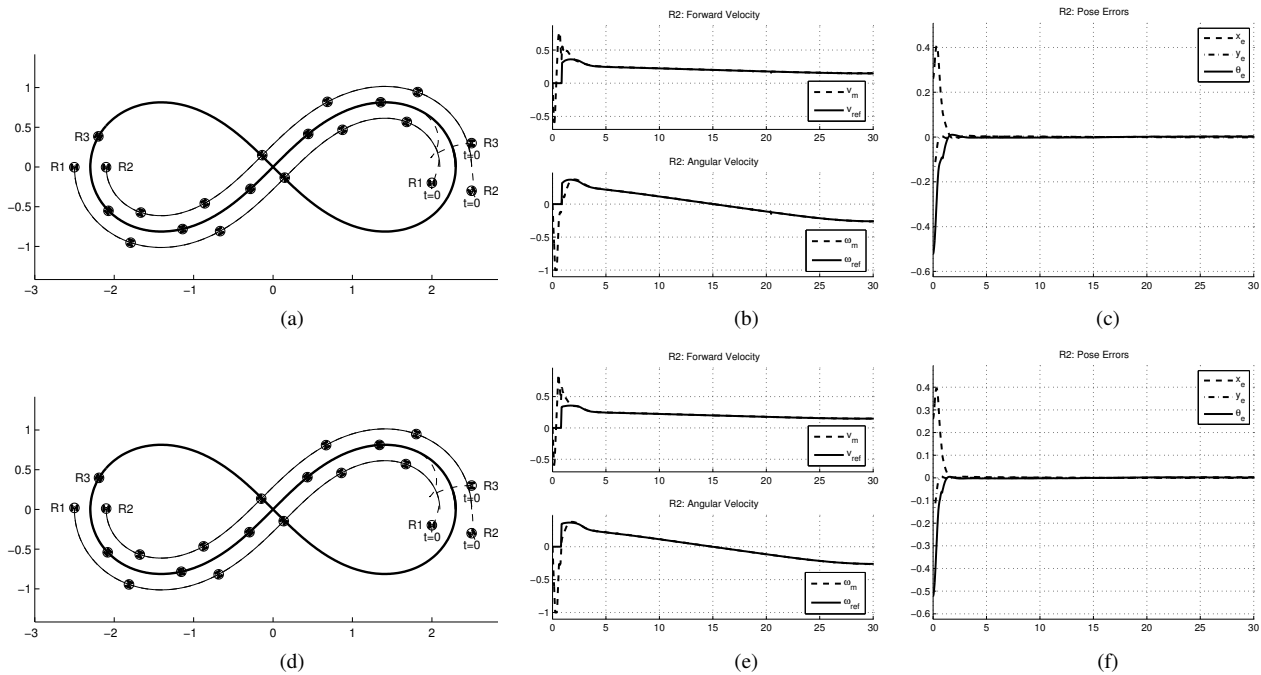 R2: Forward Velocity
R2: Pose Errors
1
0.5
0
−0.5
−1
−3
−2
−1
0
1
2
R3
R1
R2
R3
t=0
R1
t=0
R2
t=0
(a)
0.5
0
−0.5
0
5
10
15
20
25
30
v_m
v_ref
R2: Angular Velocity
0
−0.5
−1
0
5
10
15
20
25
30
ω_m
ω_ref
(b)
0.4
0.2
0
−0.2
−0.4
−0.6
0
5
10
15
20
25
30
x_e
y_e
θ_e
(c)
1
0.5
0
−0.5
−1
−3
−2
−1
0
1
2
R3
R1
R2
R3
t=0
R1
t=0
R2
t=0
(d)
R2: Forward Velocity
0.5
0
−0.5
0
5
10
15
20
25
30
v_m
v_ref
R2: Angular Velocity
0
−0.5
−1
0
5
10
15
20
25
30
ω_m
ω_ref
(e)
R2: Pose Errors
0.4
0.3
0.2
0.1
0
−0.1
−0.2
−0.3
−0.4
−0.5
−0.6
0
5
10
15
20
25
30
x_e
y_e
θ_e
(f)